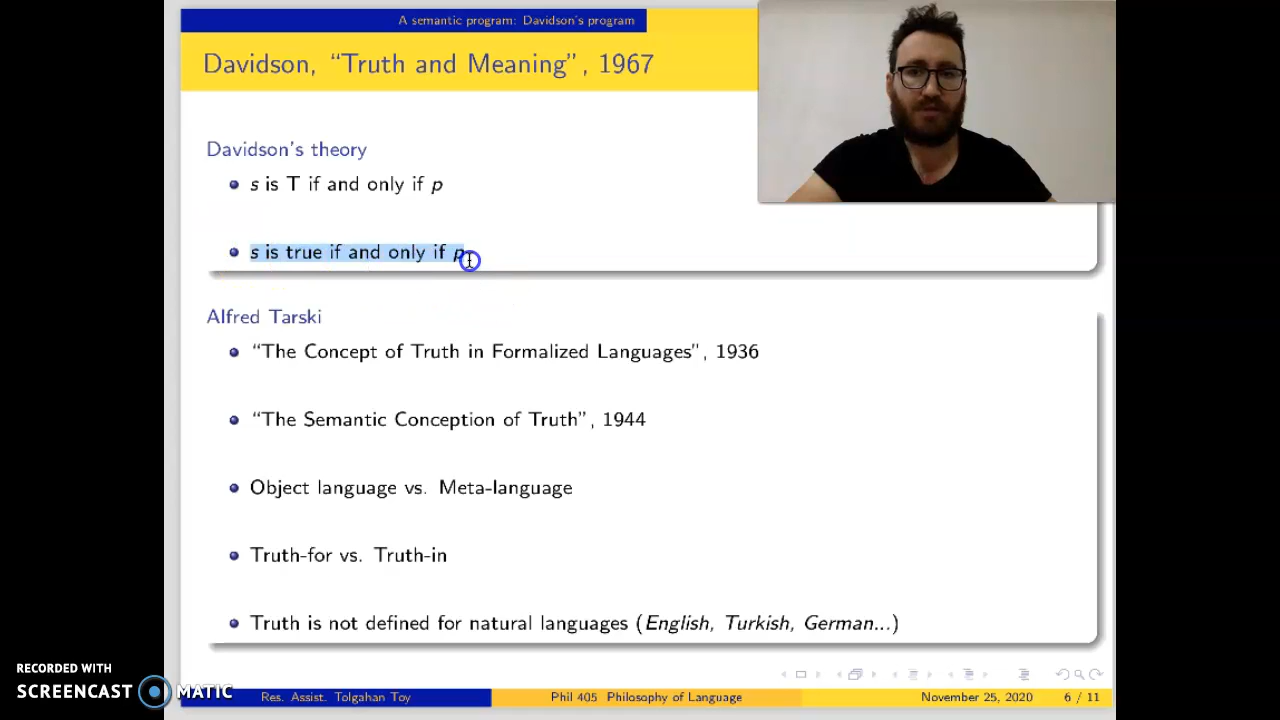 A semantic program: Davidson's program
Davidson, “Truth and Meaning”, 1967
Davidson's theory
s is T if and only if p
s is true if and only if p
Alfred Tarski
“The Concept of Truth in Formalized Languages”, 1936
“The Semantic Conception of Truth”, 1944
Object language vs. Meta-language
Truth-for vs. Truth-in
Truth is not defined for natural languages (English, Turkish, German...)
RECORDED WITH
SCREENCAST MATIC
Res. Assist. Tolgahan Toy
Phil 405 Philosophy of Language
November 25, 2020
6 / 11